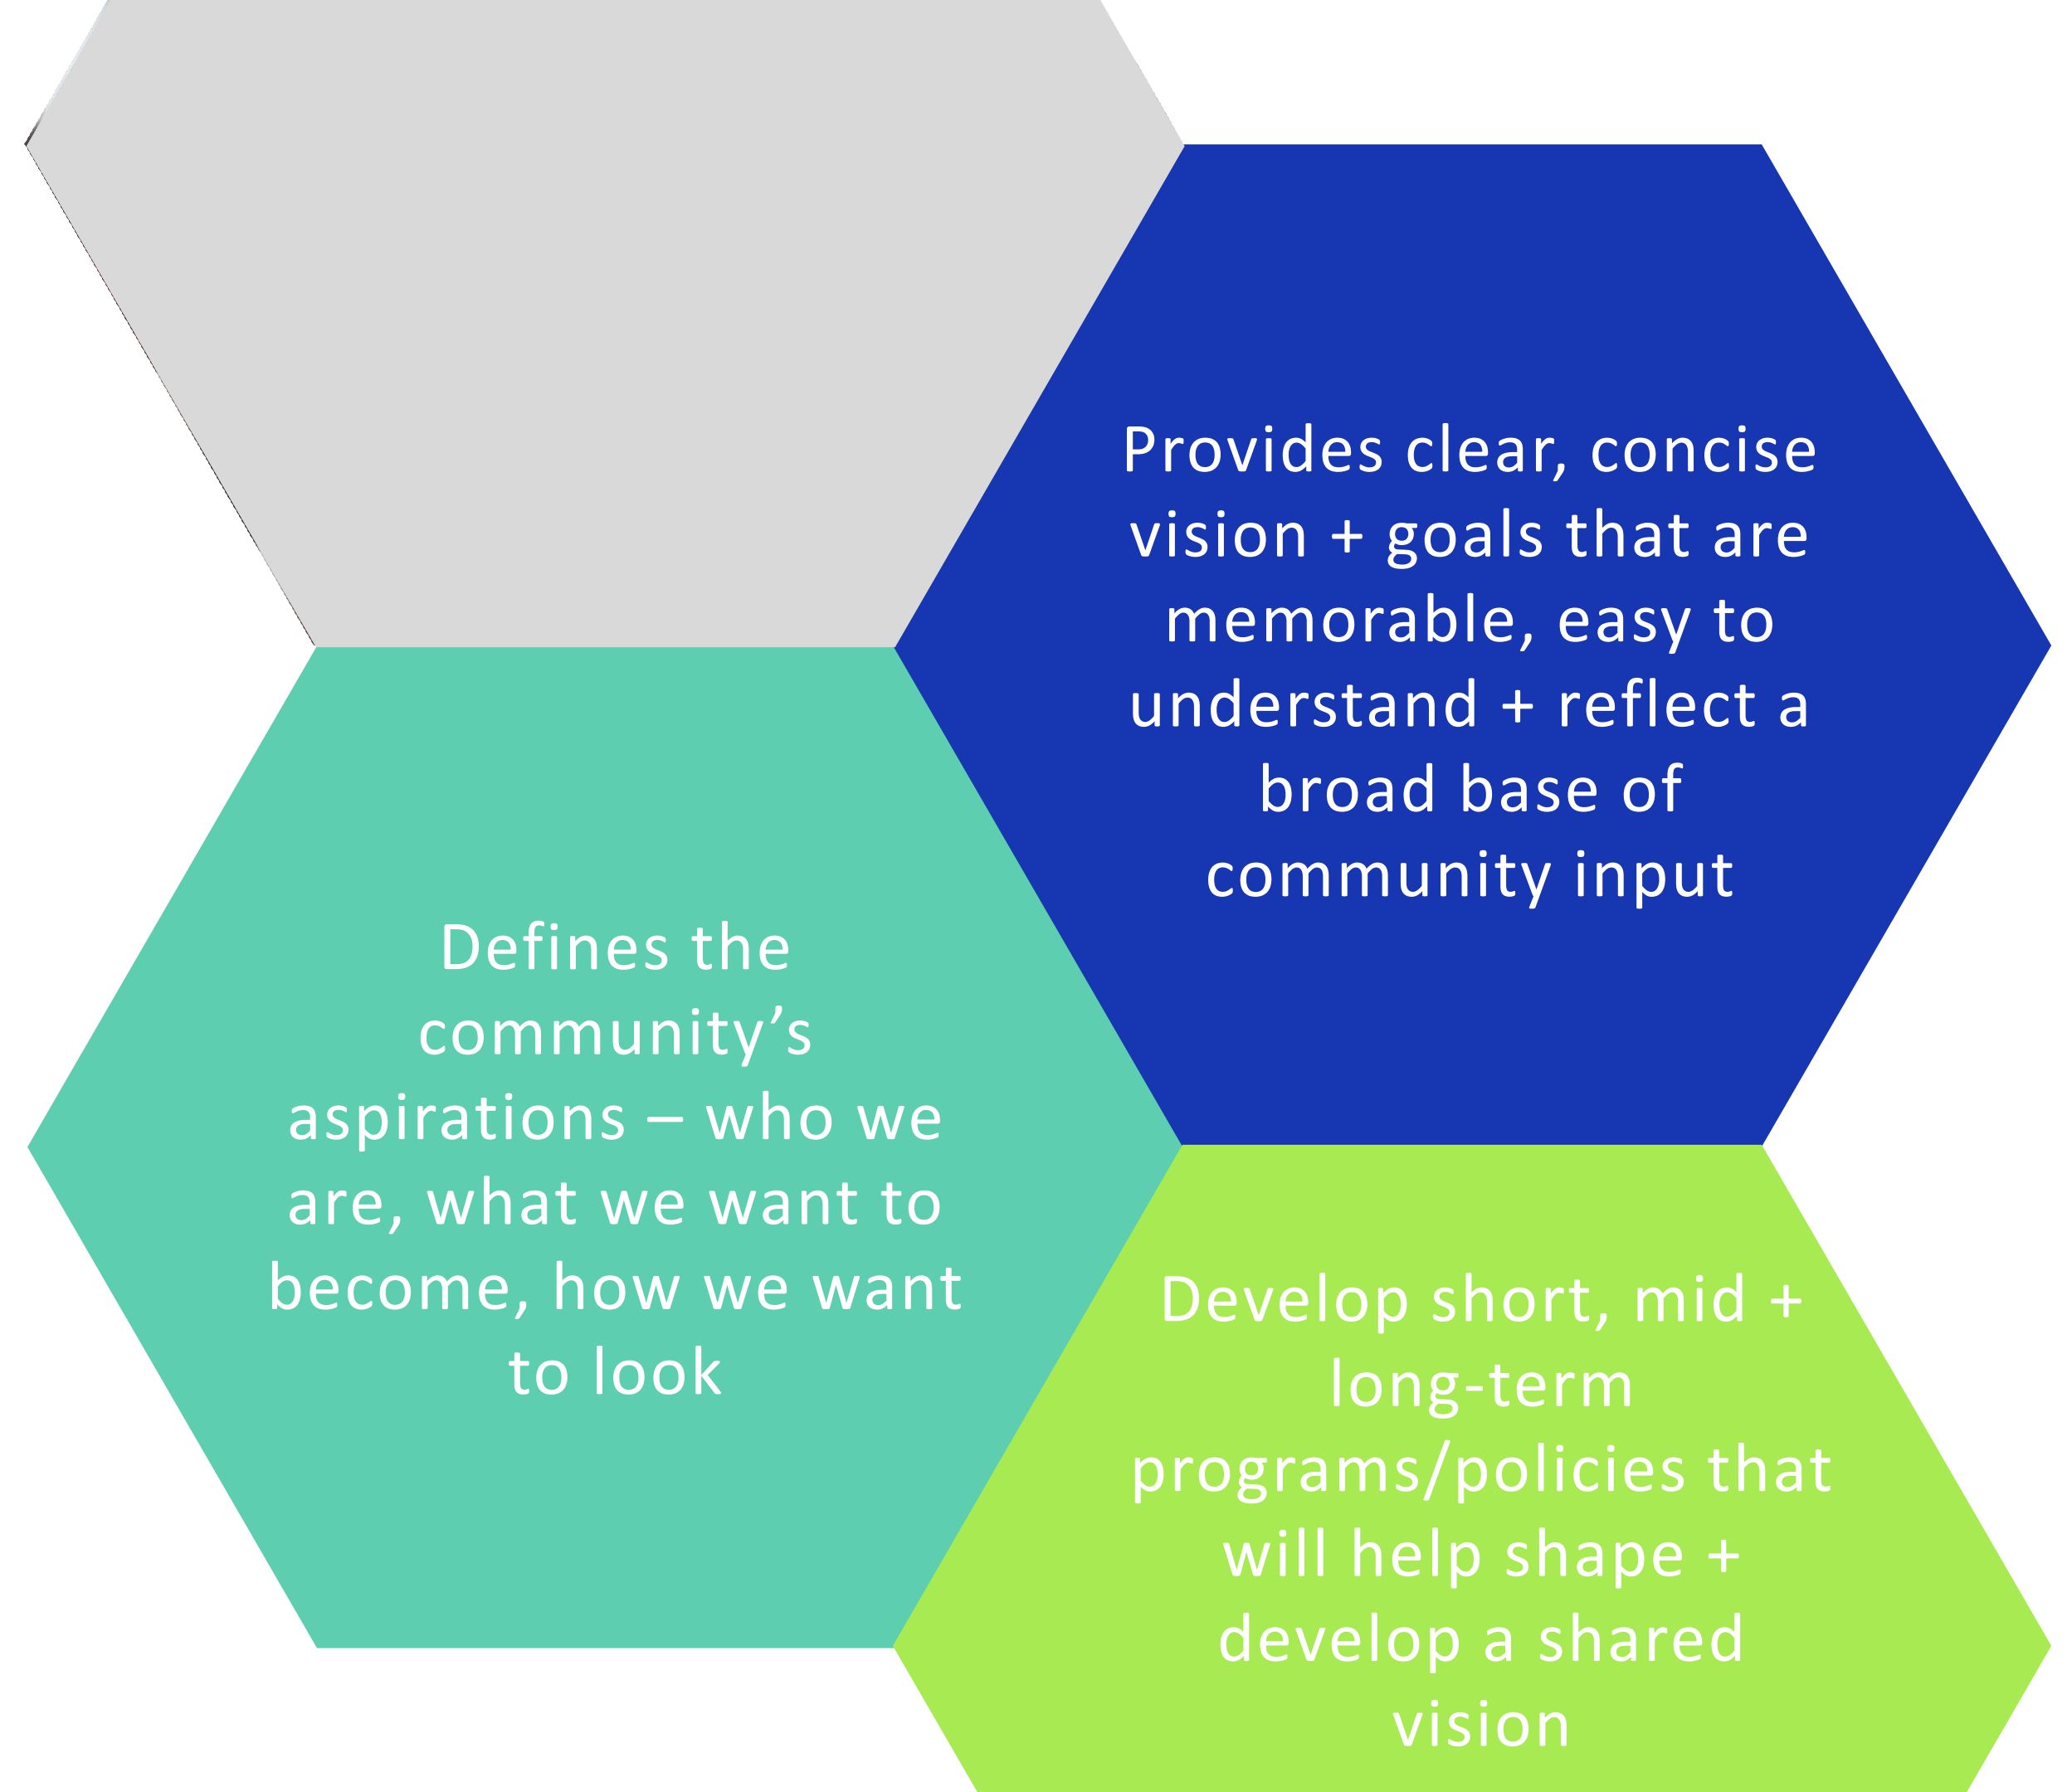 Provides clear, concise
vision + goals that are
memorable, easy to
understand + reflect a
broad base of
community input
Defines the
community’s
aspirations – who we
are, what we want to
become, how we want
to look
Develop short, mid +
long-term
programs/policies that
will help shape +
develop a shared
vision